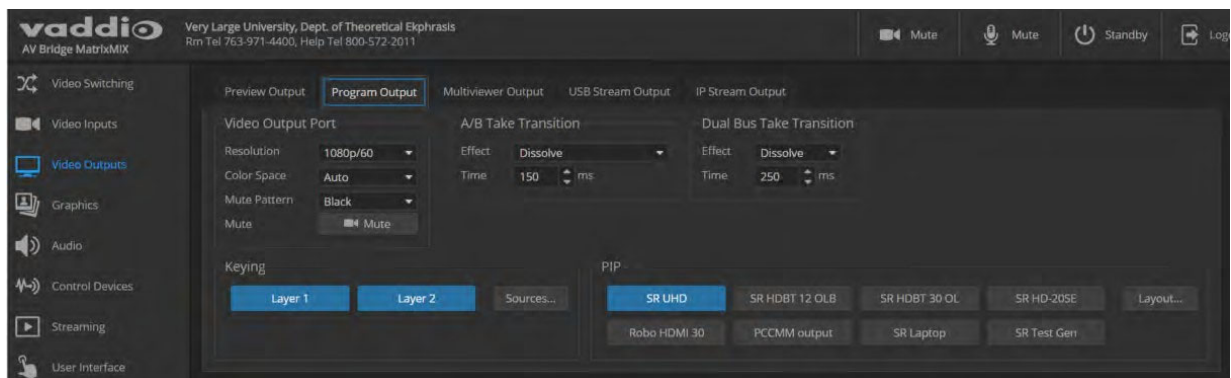 vaddio
AV Bridge MatrixMIX
Very Large University, Dept. of Theoretical Ekphrasis
Rm Tel 763-971-4400, Help Tel 800-572-2011
Mute
Mute
Standby
Logo
Video Switching
Video Inputs
Video Outputs
Graphics
Audio
Control Devices
Streaming
User Interface
Preview Output
Program Output
Multiviewer Output
USB Stream Output
IP Stream Output
Video Output Port
Resolution 1080p/60
Color Space Auto
Mute Pattern Black
Mute Mute
A/B Take Transition
Effect Dissolve
Time 150 ms
Dual Bus Take Transition
Effect Dissolve
Time 250 ms
Keying
Layer 1 Layer 2 Sources...
PIP
SR UHD SR HDBT 12 OLB SR HDBT 30 OL SR HD-20SE Layout...
Robo HDMI 30 PCCMM output SR Laptop SR Test Gen